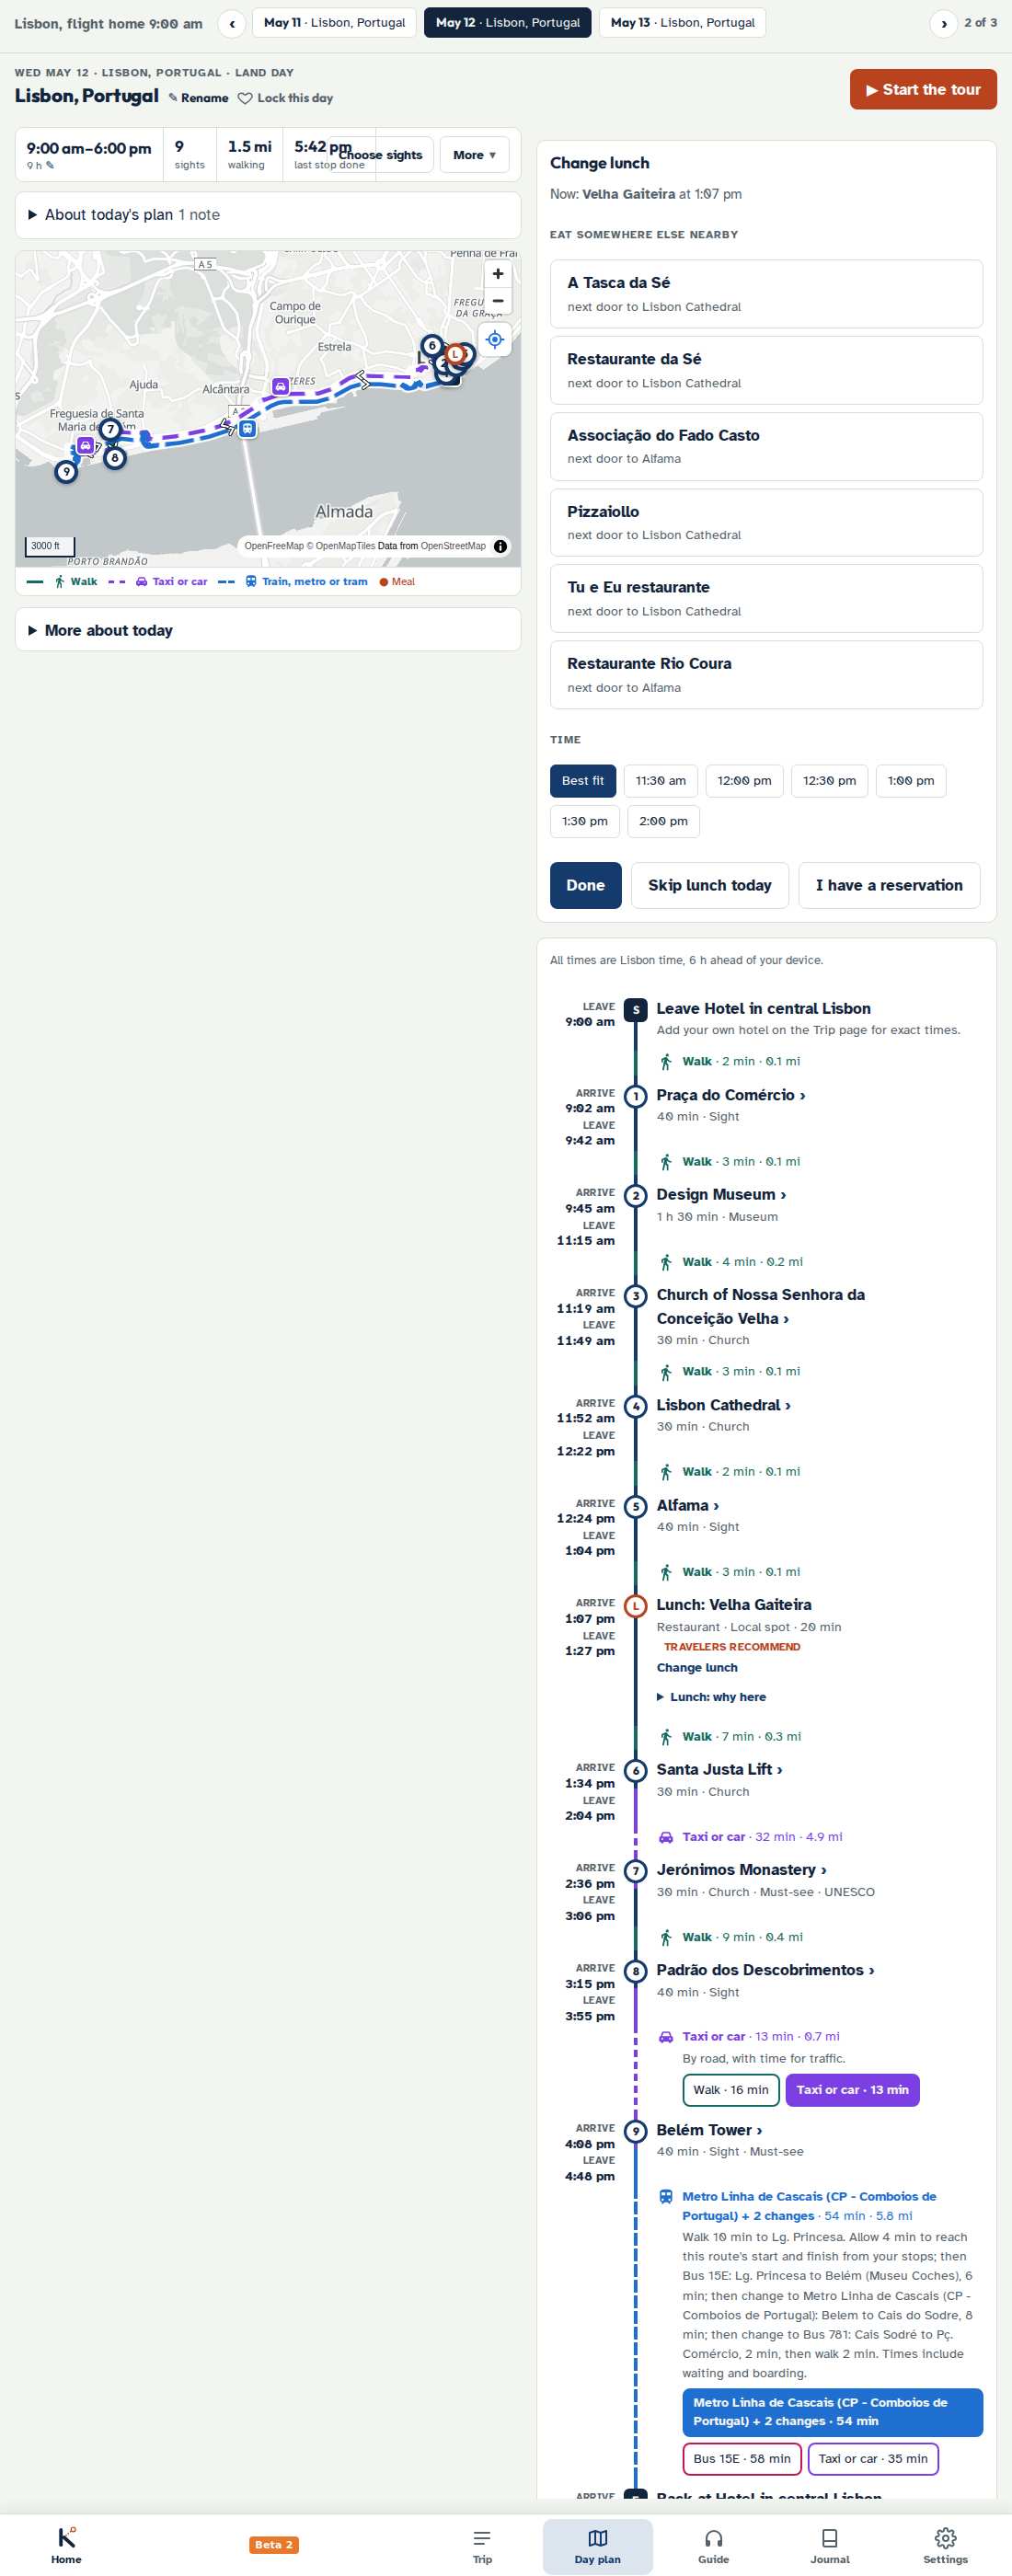 Lisbon, flight home 9:00 am
‹
May 11 · Lisbon, Portugal
May 12 · Lisbon, Portugal
May 13 · Lisbon, Portugal
›
2 of 3
WED MAY 12 · LISBON, PORTUGAL · LAND DAY
Lisbon, Portugal
✎ Rename
Lock this day
▶ Start the tour
9:00 am–6:00 pm
9 h ✎
9
sights
1.5 mi
walking
5:42 pm
last stop done
Choose sights
More ▾
▶ About today's plan 1 note
A 5
Penha de
Campo de
Ourique
FREGU
DA GRAÇA
Estrela
Ajuda
Alcântara
Freguesia de Santa
Maria de
6
L
7
8
9
Almada
3000 ft
PORTO BRANDÃO
OpenFreeMap © OpenMapTiles Data from OpenStreetMap
Walk
Taxi or car
Train, metro or tram
Meal
▶ More about today
Change lunch
Now: Velha Gaiteira at 1:07 pm
EAT SOMEWHERE ELSE NEARBY
A Tasca da Sé
next door to Lisbon Cathedral
Restaurante da Sé
next door to Lisbon Cathedral
Associação do Fado Casto
next door to Alfama
Pizzaiollo
next door to Lisbon Cathedral
Tu e Eu restaurante
next door to Lisbon Cathedral
Restaurante Rio Coura
next door to Alfama
TIME
Best fit
11:30 am
12:00 pm
12:30 pm
1:00 pm
1:30 pm
2:00 pm
Done
Skip lunch today
I have a reservation
All times are Lisbon time, 6 h ahead of your device.
LEAVE
9:00 am
S
Leave Hotel in central Lisbon
Add your own hotel on the Trip page for exact times.
Walk · 2 min · 0.1 mi
ARRIVE
9:02 am
LEAVE
9:42 am
1
Praça do Comércio ›
40 min · Sight
Walk · 3 min · 0.1 mi
ARRIVE
9:45 am
LEAVE
11:15 am
2
Design Museum ›
1 h 30 min · Museum
Walk · 4 min · 0.2 mi
ARRIVE
11:19 am
LEAVE
11:49 am
3
Church of Nossa Senhora da
Conceição Velha ›
30 min · Church
Walk · 3 min · 0.1 mi
ARRIVE
11:52 am
LEAVE
12:22 pm
4
Lisbon Cathedral ›
30 min · Church
Walk · 2 min · 0.1 mi
ARRIVE
12:24 pm
LEAVE
1:04 pm
5
Alfama ›
40 min · Sight
Walk · 3 min · 0.1 mi
ARRIVE
1:07 pm
LEAVE
1:27 pm
L
Lunch: Velha Gaiteira
Restaurant · Local spot · 20 min
TRAVELERS RECOMMEND
Change lunch
▶ Lunch: why here
Walk · 7 min · 0.3 mi
ARRIVE
1:34 pm
LEAVE
2:04 pm
6
Santa Justa Lift ›
30 min · Church
Taxi or car · 32 min · 4.9 mi
ARRIVE
2:36 pm
LEAVE
3:06 pm
7
Jerónimos Monastery ›
30 min · Church · Must-see · UNESCO
Walk · 9 min · 0.4 mi
ARRIVE
3:15 pm
LEAVE
3:55 pm
8
Padrão dos Descobrimentos ›
40 min · Sight
Taxi or car · 13 min · 0.7 mi
By road, with time for traffic.
Walk · 16 min
Taxi or car · 13 min
ARRIVE
4:08 pm
LEAVE
4:48 pm
9
Belém Tower ›
40 min · Sight · Must-see
Metro Linha de Cascais (CP - Comboios de
Portugal) + 2 changes · 54 min · 5.8 mi
Walk 10 min to Lg. Princesa. Allow 4 min to reach
this route's start and finish from your stops; then
Bus 15E: Lg. Princesa to Belém (Museu Coches), 6
min; then change to Metro Linha de Cascais (CP -
Comboios de Portugal): Belem to Cais do Sodre, 8
min; then change to Bus 781: Cais Sodré to Pç.
Comércio, 2 min, then walk 2 min. Times include
waiting and boarding.
Metro Linha de Cascais (CP - Comboios de
Portugal) + 2 changes · 54 min
Bus 15E · 58 min
Taxi or car · 35 min
ARRIVE
Back at Hotel in central Lisbon
Home
Beta 2
Trip
Day plan
Guide
Journal
Settings